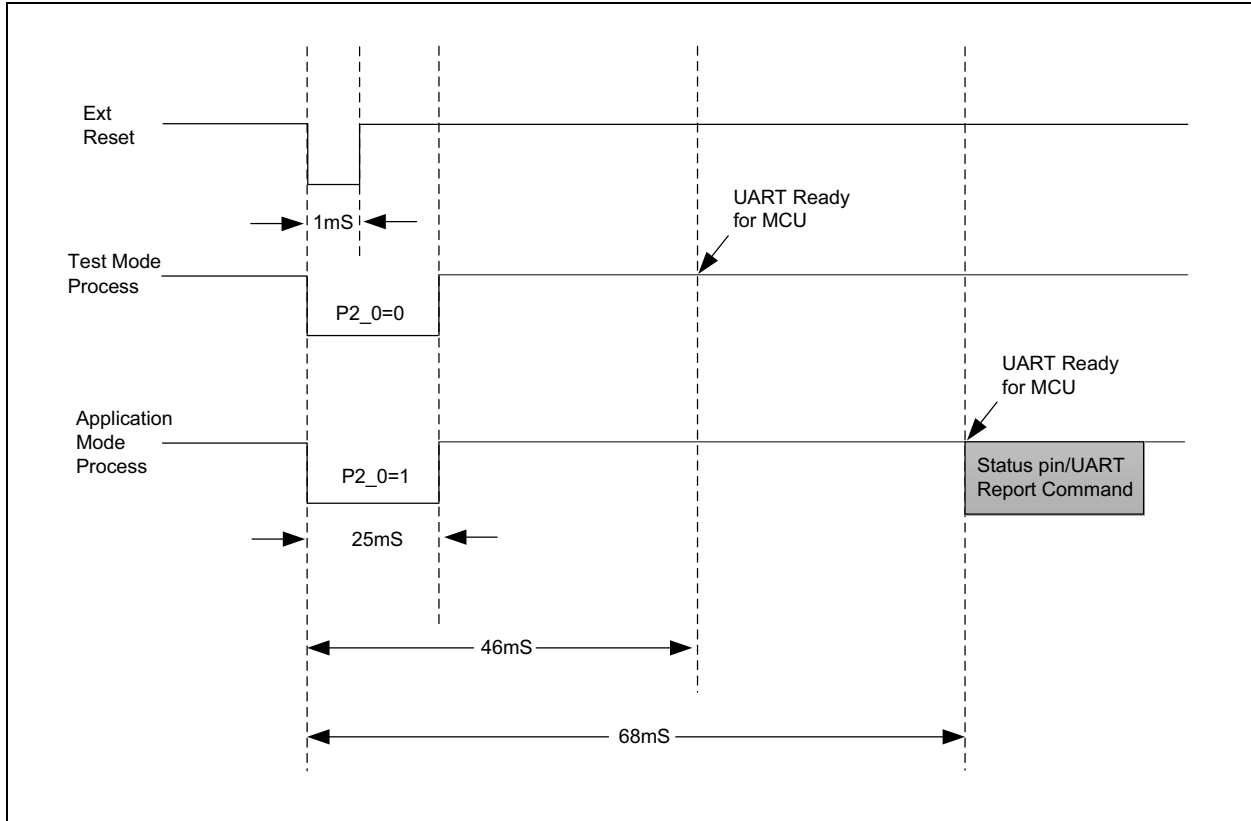 Ext
Reset
1mS
UART Ready
for MCU
Test Mode
Process
P2_0=0
UART Ready
for MCU
Application
Mode
Process
P2_0=1
Status pin/UART
Report Command
25mS
46mS
68mS